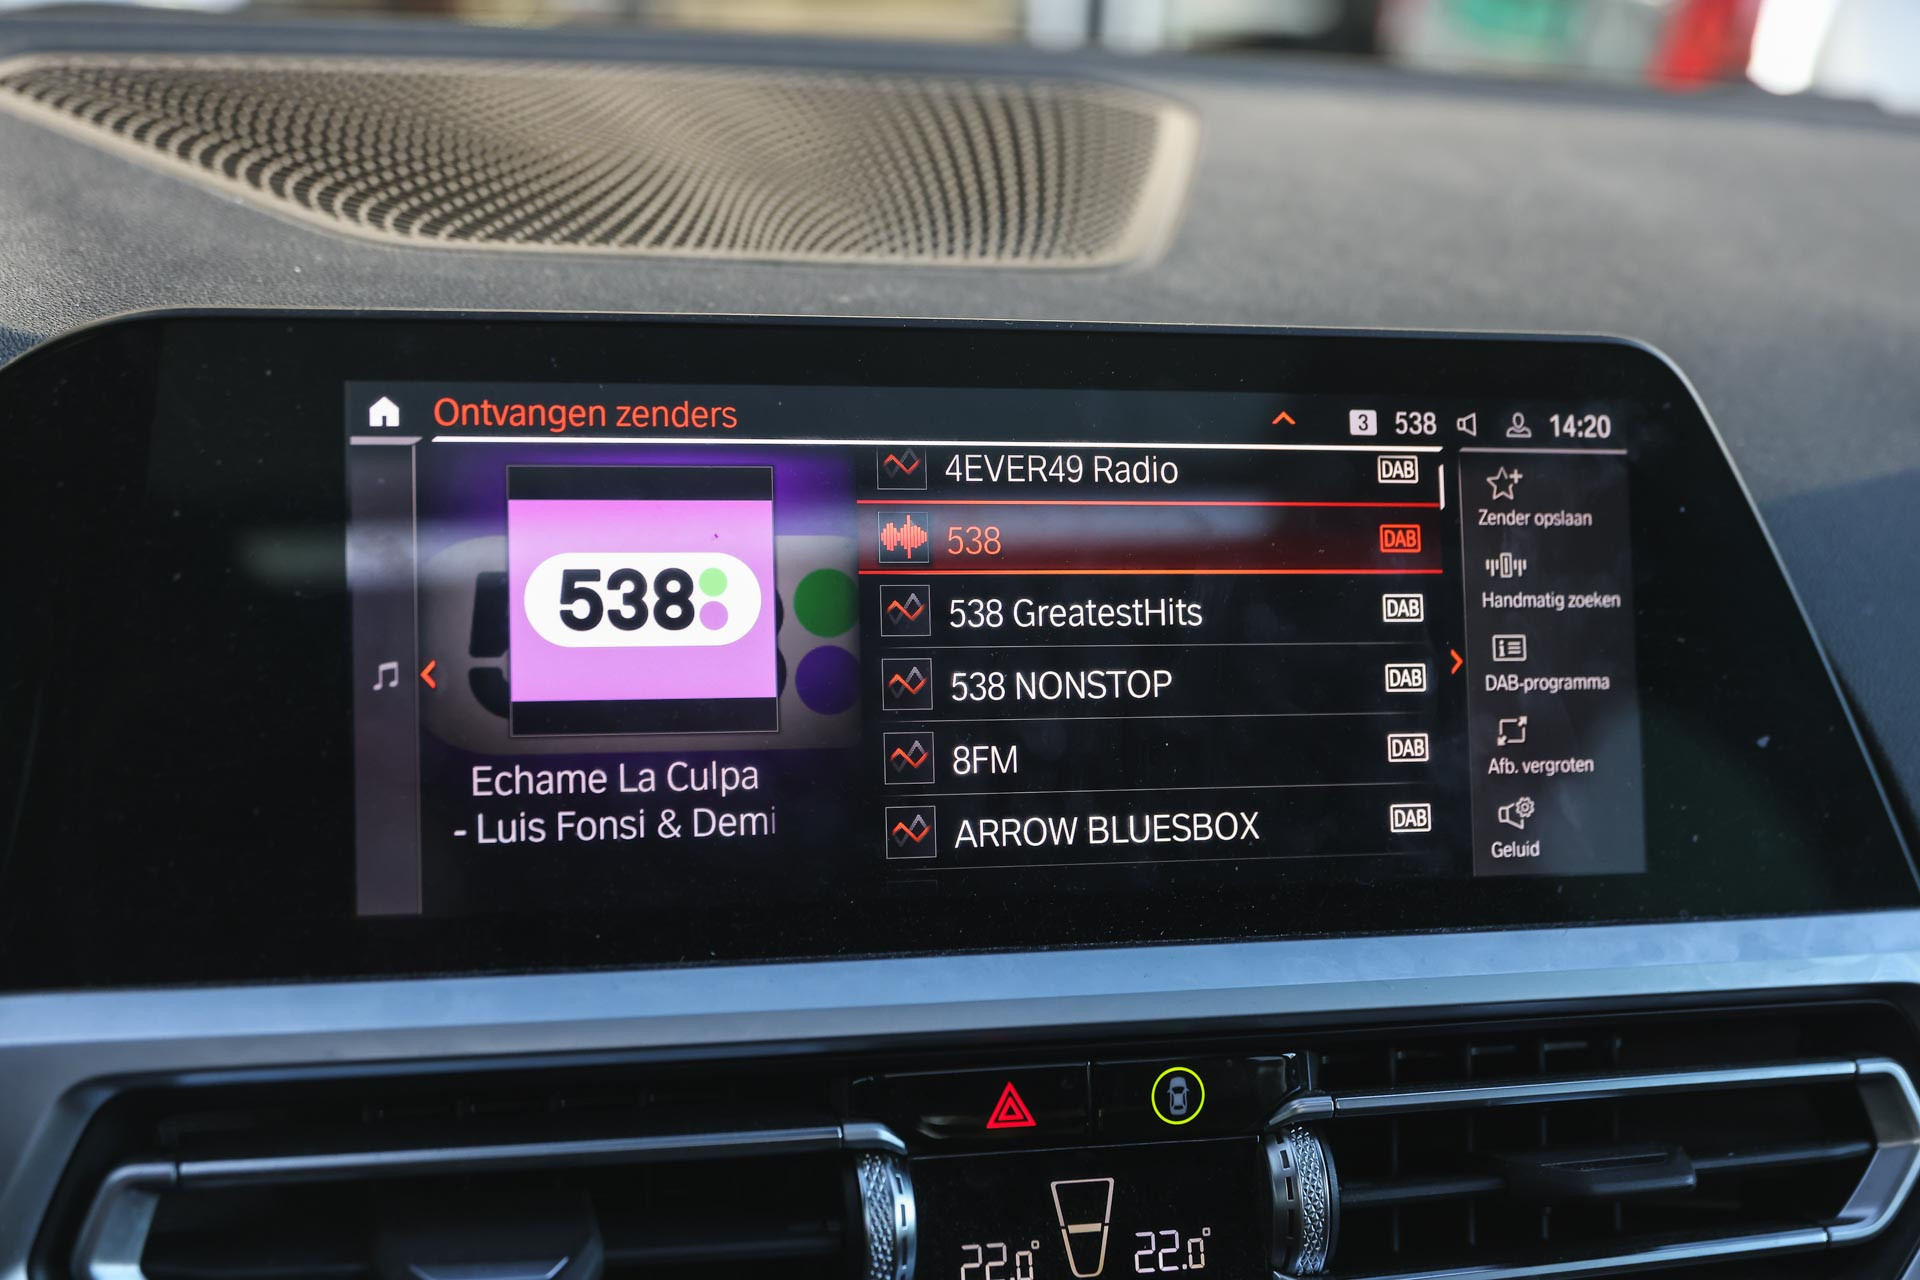 Ontvangen zenders
3 538 14:20
538
Echame La Culpa
- Luis Fonsi & Demi
4EVER49 Radio DAB
538 DAB
538 GreatestHits DAB
538 NONSTOP DAB
8FM DAB
ARROW BLUESBOX DAB
Zender opslaan
Handmatig zoeken
DAB-programma
Afb. vergroten
Geluid
22.0° 22.0°